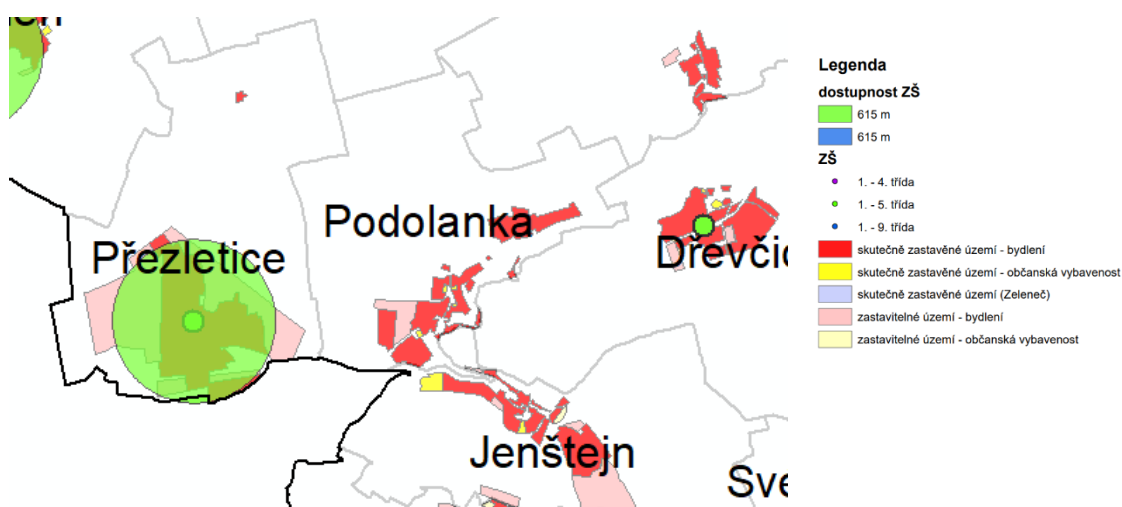 Podolanka
Přezletice
Jenštejn
Legenda
dostupnost ZŠ
615 m
615 m
ZŠ
1. - 4. třída
1. - 5. třída
1. - 9. třída
skutečně zastavěné území - bydlení
skutečně zastavěné území - občanská vybavenost
skutečně zastavěné území (Zeleneč)
zastavitelné území - bydlení
zastavitelné území - občanská vybavenost